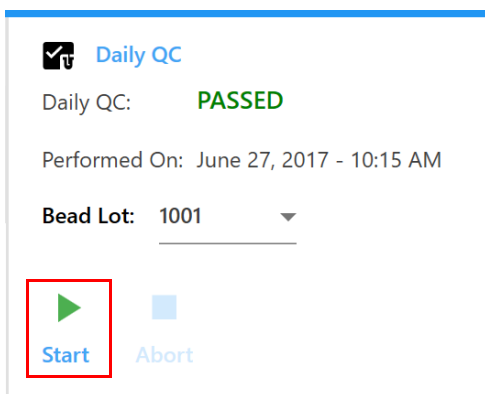 Daily QC
Daily QC: PASSED
Performed On: June 27, 2017 - 10:15 AM
Bead Lot: 1001
Start Abort